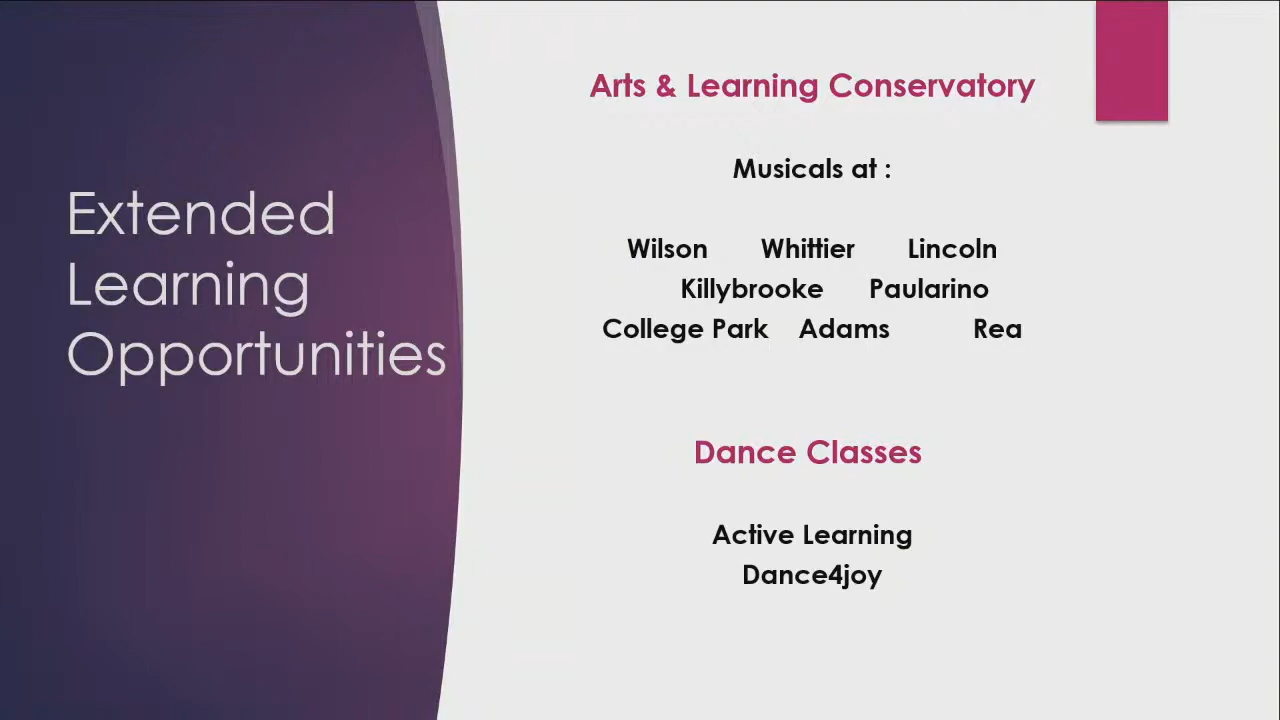 Extended
Learning
Opportunities
Arts & Learning Conservatory
Musicals at :
Wilson Whittier Lincoln
Killybrooke Paularino
College Park Adams Rea
Dance Classes
Active Learning
Dance4joy